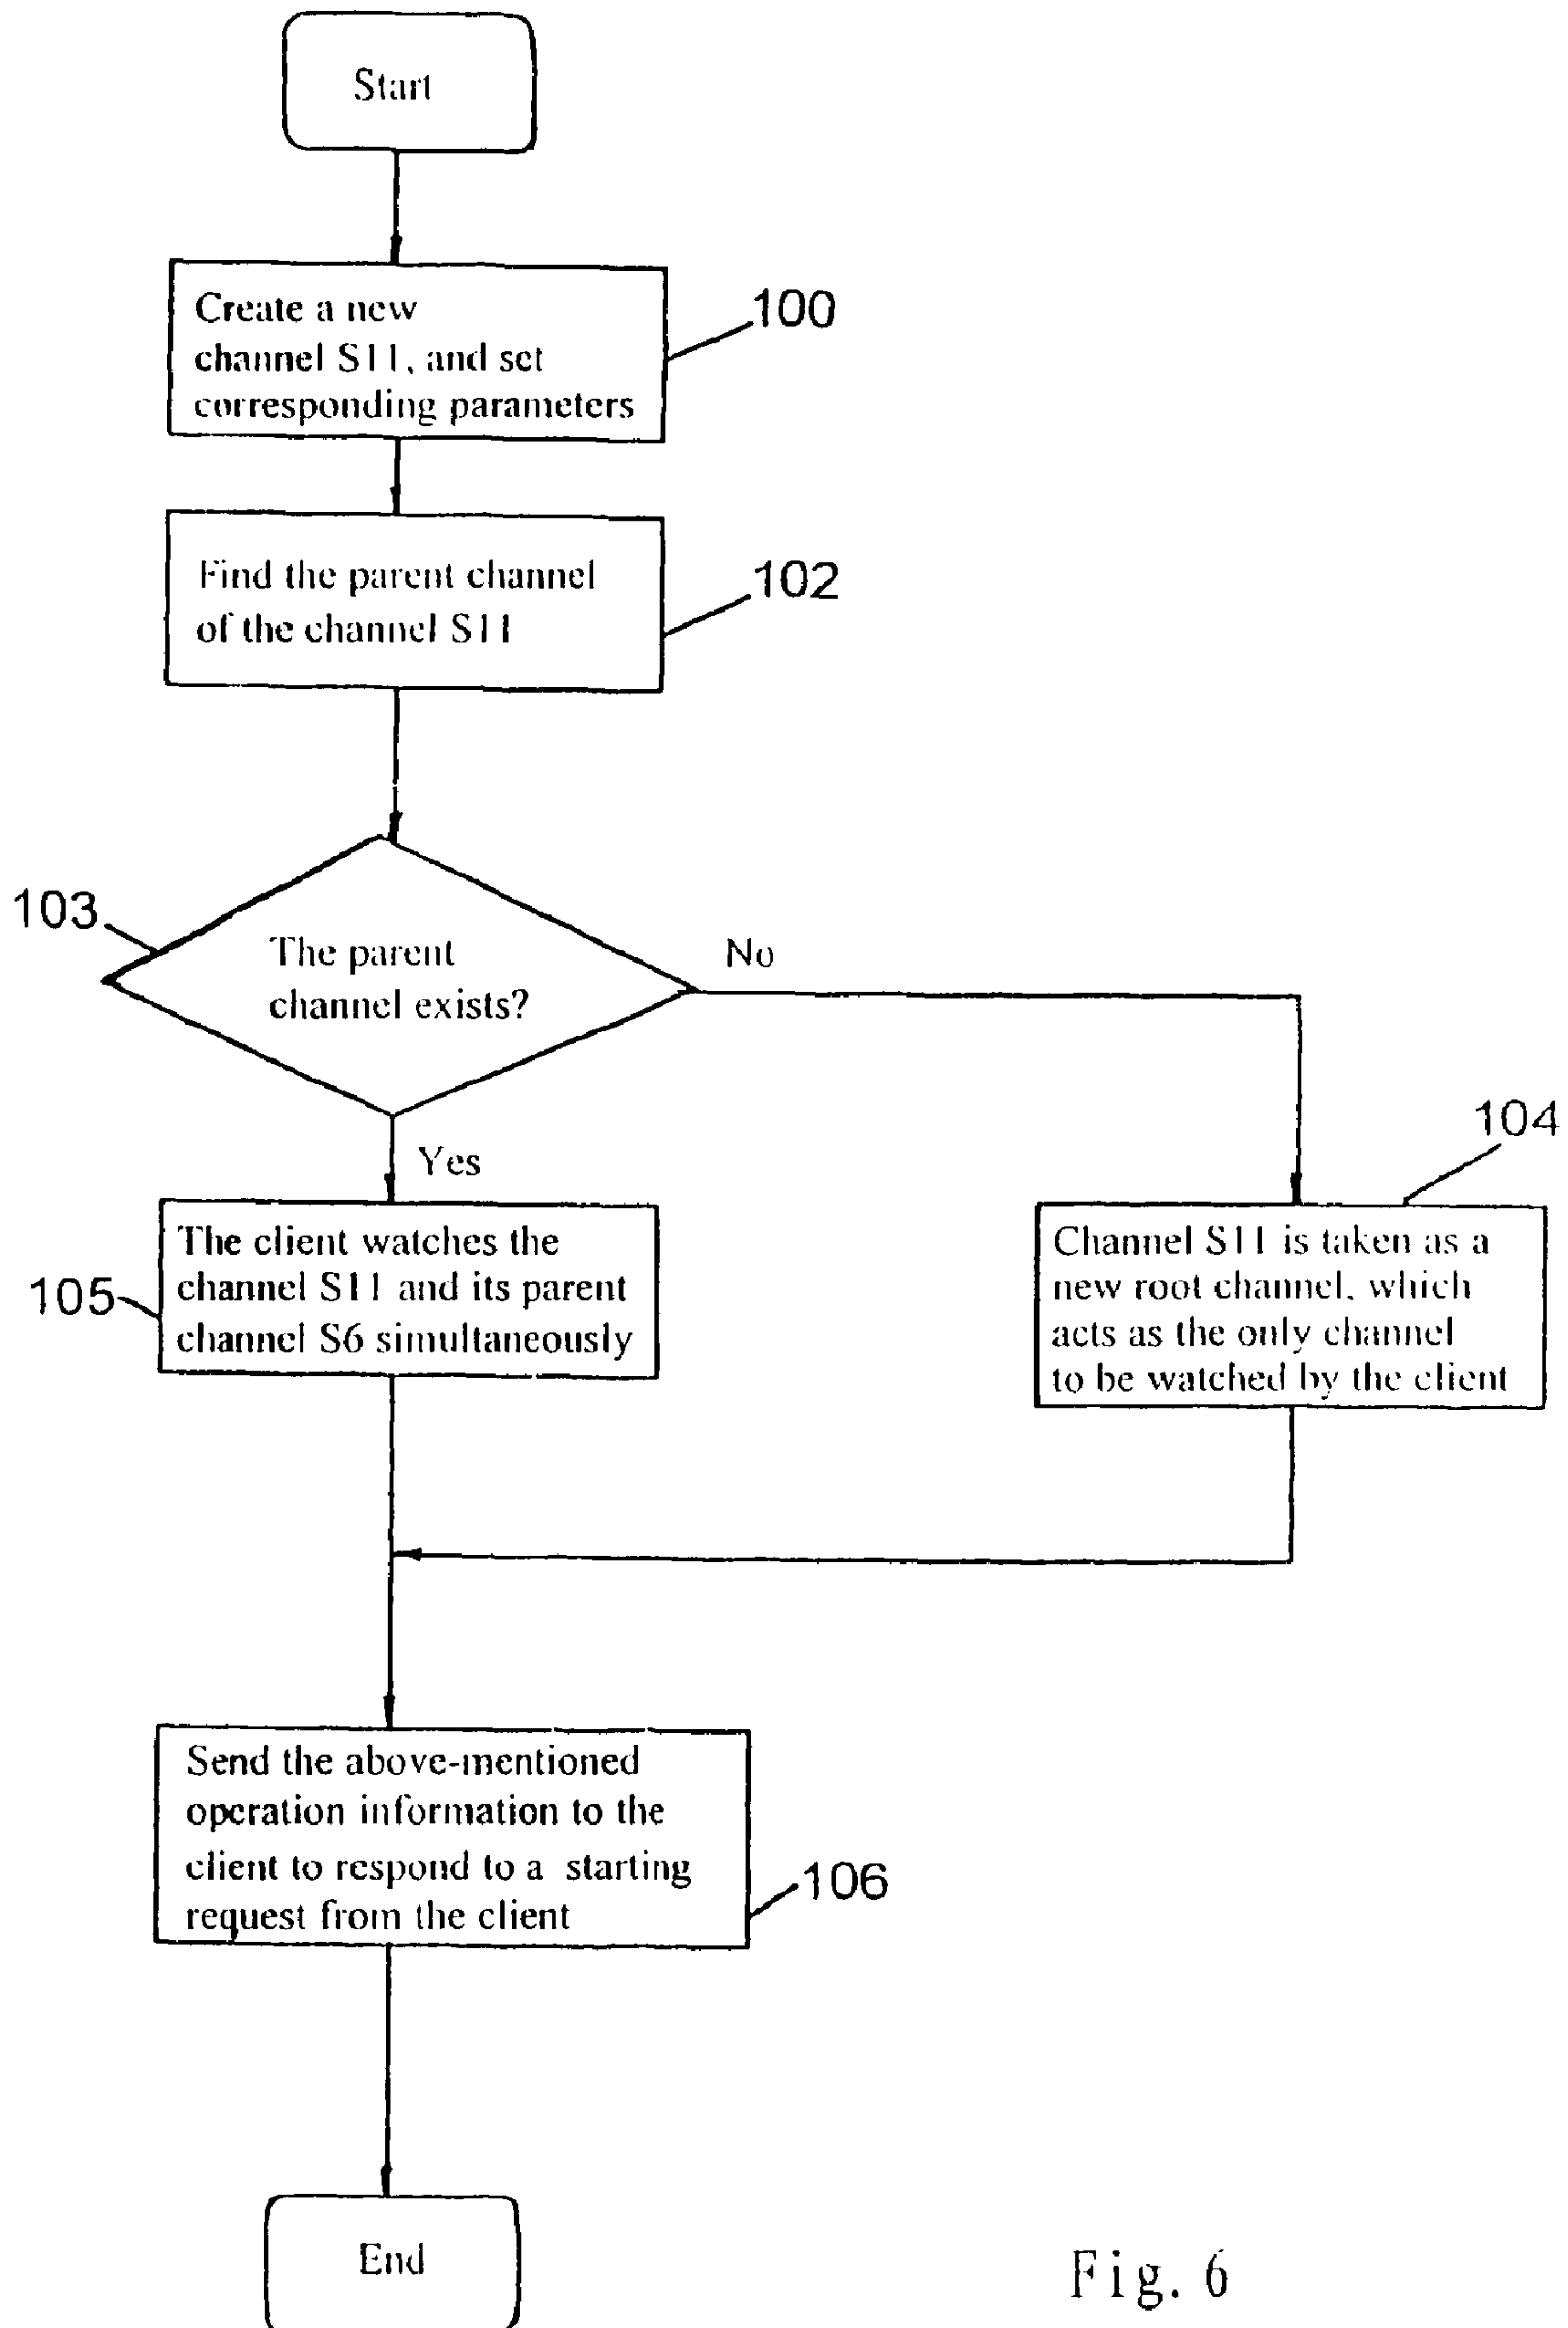 Start
Create a new
channel S11, and set
corresponding parameters
100
Find the parent channel
of the channel S11
102
103
The parent
channel exists?
No
Yes
104
The client watches the
channel S11 and its parent
channel S6 simultaneously
105
Channel S11 is taken as a
new root channel, which
acts as the only channel
to be watched by the client
Send the above-mentioned
operation information to the
client to respond to a starting
request from the client
106
End
Fig. 6